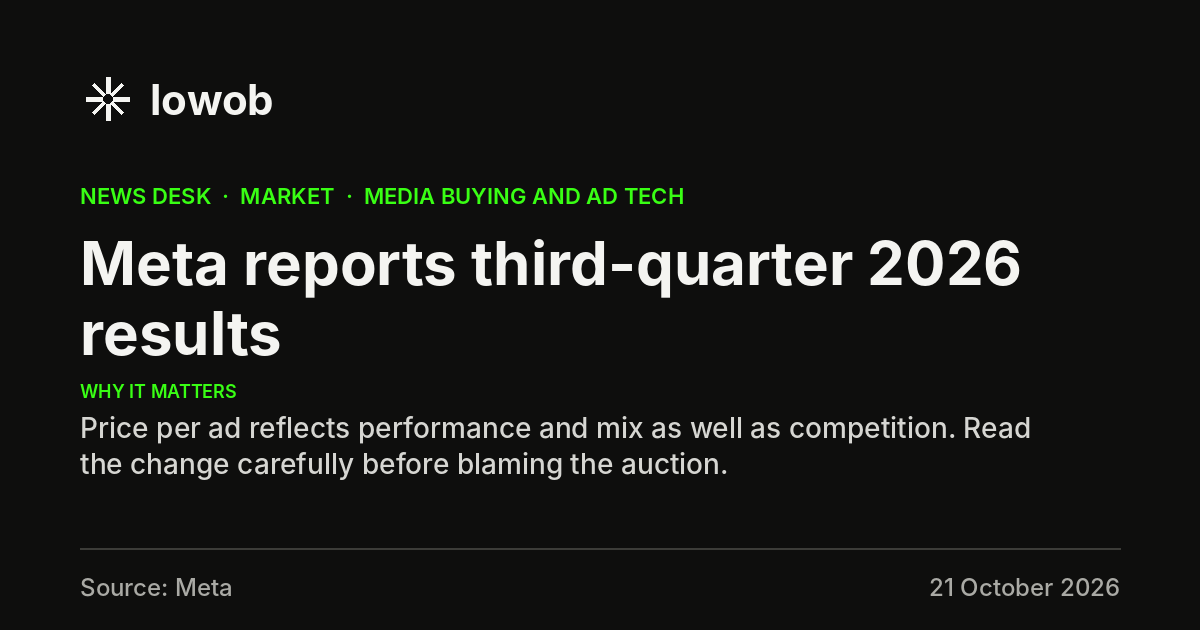 lowob
NEWS DESK · MARKET · MEDIA BUYING AND AD TECH
Meta reports third-quarter 2026
results
WHY IT MATTERS
Price per ad reflects performance and mix as well as competition. Read
the change carefully before blaming the auction.
Source: Meta
21 October 2026